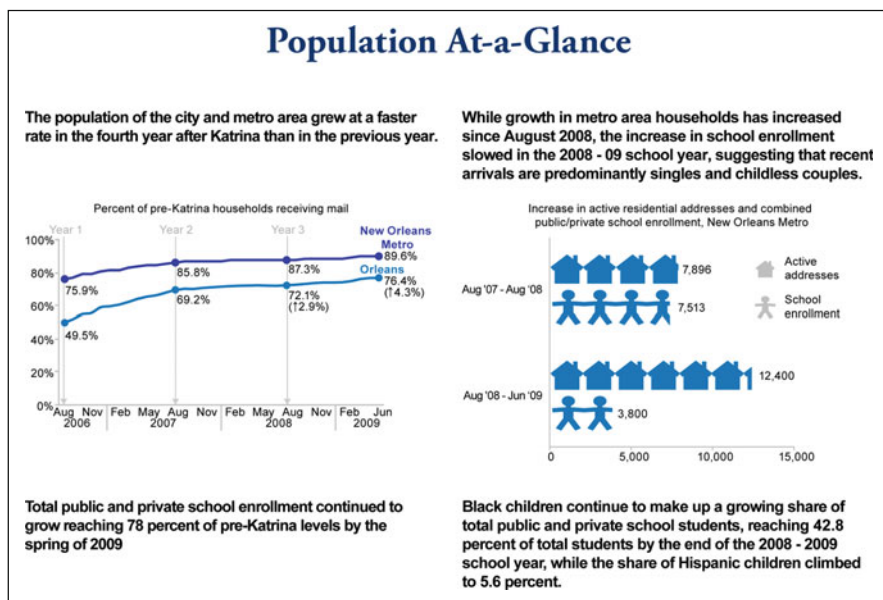 Population At-a-Glance
The population of the city and metro area grew at a faster
rate in the fourth year after Katrina than in the previous year.
Percent of pre-Katrina households receiving mail
Year 1
Year 2
Year 3
New Orleans
Metro
100%
80%
60%
40%
20%
0%
89.6%
87.3%
85.8%
75.9%
Orleans
76.4%
(↑4.3%)
72.1%
(↑2.9%)
69.2%
49.5%
Aug Nov Feb May Aug Nov Feb May Aug Nov Feb Jun
2006 2007 2008 2009
While growth in metro area households has increased
since August 2008, the increase in school enrollment
slowed in the 2008 - 09 school year, suggesting that recent
arrivals are predominantly singles and childless couples.
Increase in active residential addresses and combined
public/private school enrollment, New Orleans Metro
Aug '07 - Aug '08
7,896
7,513
Active
addresses
School
enrollment
Aug '08 - Jun '09
12,400
3,800
0 5,000 10,000 15,000
Total public and private school enrollment continued to
grow reaching 78 percent of pre-Katrina levels by the
spring of 2009
Black children continue to make up a growing share of
total public and private school students, reaching 42.8
percent of total students by the end of the 2008 - 2009
school year, while the share of Hispanic children climbed
to 5.6 percent.